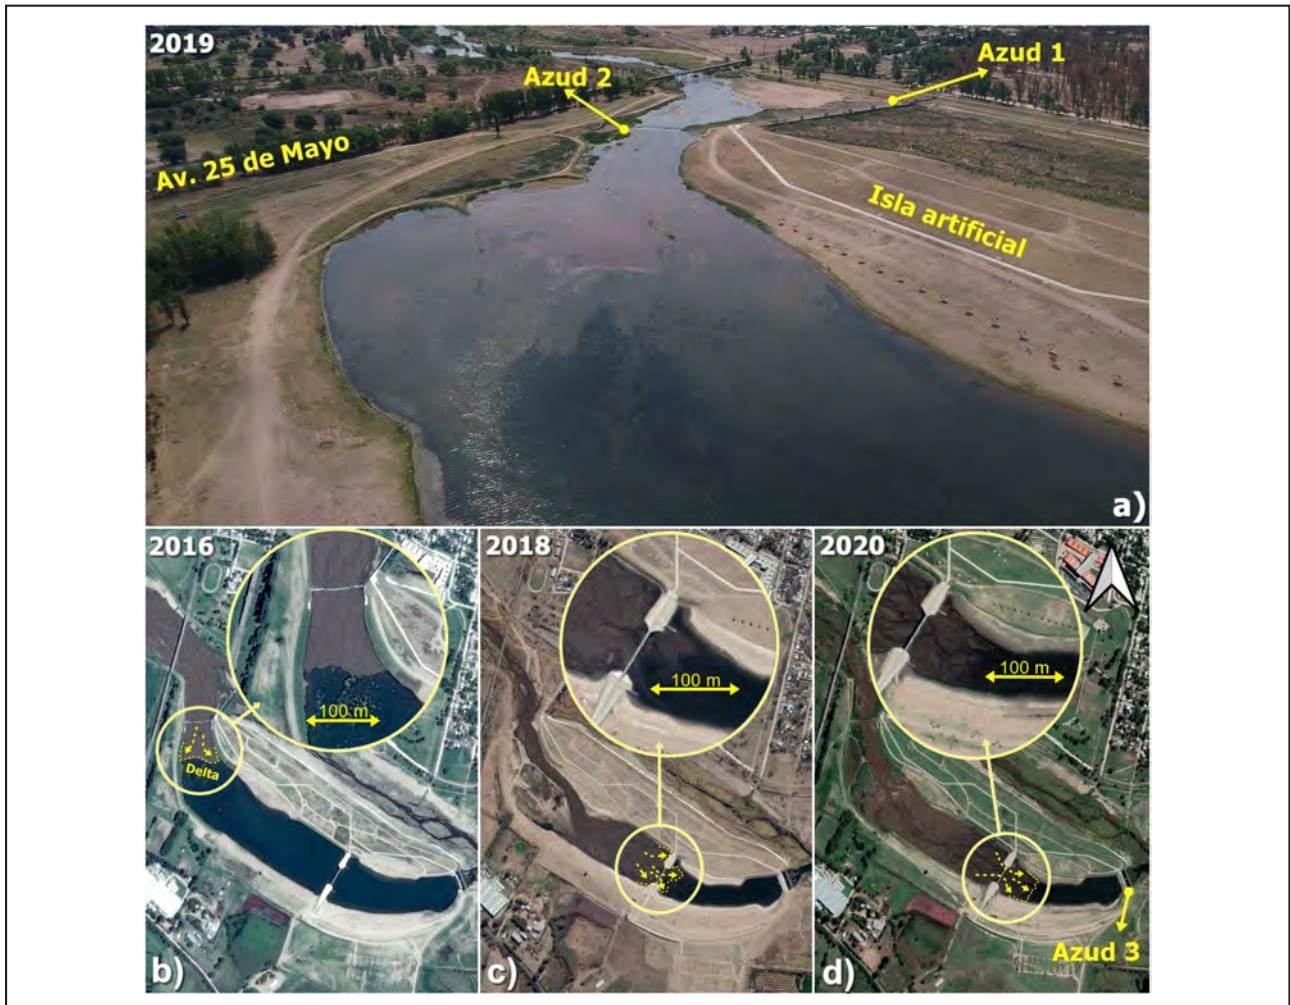 2019
Azud 1
Azud 2
Av. 25 de Mayo
Isla artificial
a)
2016
100 m
Delta
b)
2018
100 m
c)
2020
100 m
Azud 3
d)